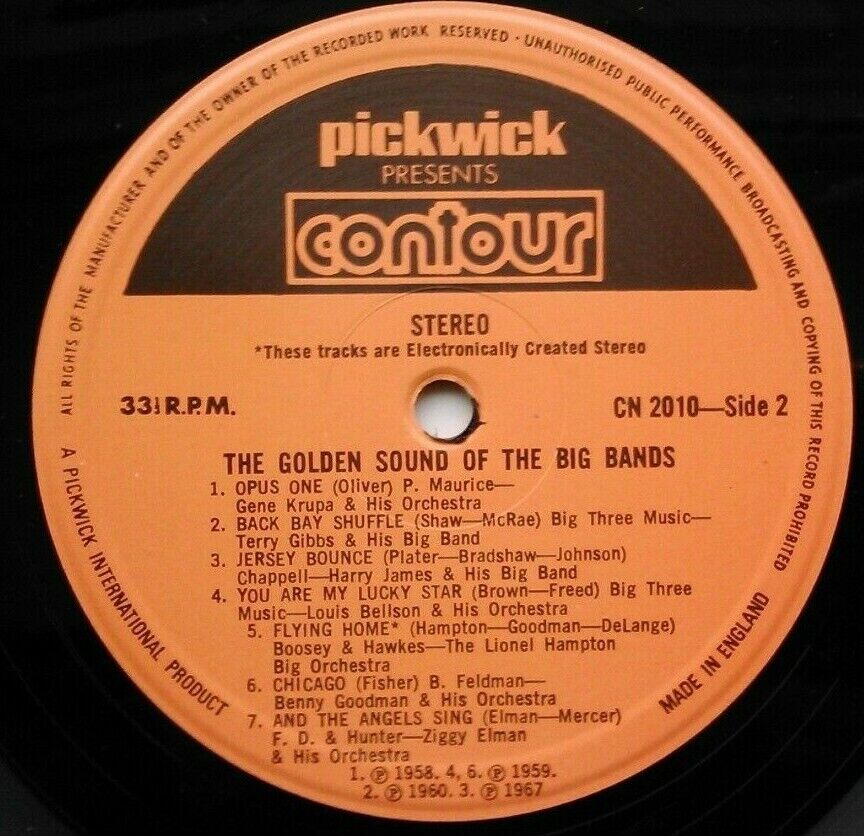 ALL RIGHTS OF THE MANUFACTURER AND OF THE OWNER OF THE RECORDED WORK RESERVED · UNAUTHORISED PUBLIC PERFORMANCE BROADCASTING AND COPYING OF THIS RECORD PROHIBITED
pickwick
PRESENTS
contour
STEREO
*These tracks are Electronically Created Stereo
33⅓ R.P.M.
CN 2010—Side 2
THE GOLDEN SOUND OF THE BIG BANDS
1. OPUS ONE (Oliver) P. Maurice—
Gene Krupa & His Orchestra
2. BACK BAY SHUFFLE (Shaw—McRae) Big Three Music—
Terry Gibbs & His Big Band
3. JERSEY BOUNCE (Plater—Bradshaw—Johnson)
Chappell—Harry James & His Big Band
4. YOU ARE MY LUCKY STAR (Brown—Freed) Big Three
Music—Louis Bellson & His Orchestra
5. FLYING HOME* (Hampton—Goodman—DeLange)
Boosey & Hawkes—The Lionel Hampton
Big Orchestra
6. CHICAGO (Fisher) B. Feldman—
Benny Goodman & His Orchestra
7. AND THE ANGELS SING (Elman—Mercer)
F. D. & Hunter—Ziggy Elman
& His Orchestra
1. ℗ 1958. 4, 6. ℗ 1959.
2. ℗ 1960. 3. ℗ 1967
A PICKWICK INTERNATIONAL PRODUCT
MADE IN ENGLAND